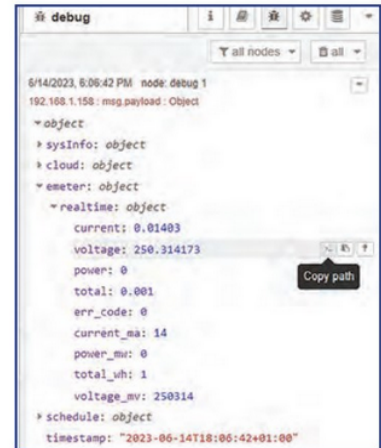 debug
all nodes
all
6/14/2023, 6:06:42 PM node: debug 1
192.168.1.158 : msg.payload : Object
object
sysInfo: object
cloud: object
emeter: object
realtime: object
current: 0.01403
voltage: 250.314173
Copy path
power: 0
total: 0.001
err_code: 0
current_ma: 14
power_mw: 0
total_wh: 1
voltage_mv: 250314
schedule: object
timestamp: "2023-06-14T18:06:42+01:00"